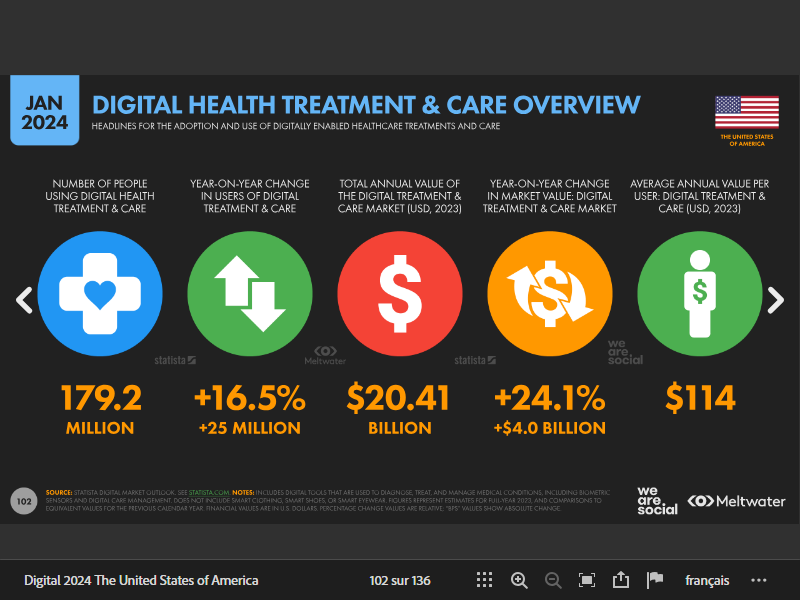 JAN
2024
DIGITAL HEALTH TREATMENT & CARE OVERVIEW
HEADLINES FOR THE ADOPTION AND USE OF DIGITALLY ENABLED HEALTHCARE TREATMENTS AND CARE
THE UNITED STATES
OF AMERICA
NUMBER OF PEOPLE
USING DIGITAL HEALTH
TREATMENT & CARE
YEAR-ON-YEAR CHANGE
IN USERS OF DIGITAL
TREATMENT & CARE
TOTAL ANNUAL VALUE OF
THE DIGITAL TREATMENT &
CARE MARKET (USD, 2023)
YEAR-ON-YEAR CHANGE
IN MARKET VALUE: DIGITAL
TREATMENT & CARE MARKET
AVERAGE ANNUAL VALUE PER
USER: DIGITAL TREATMENT &
CARE (USD, 2023)
$
$
$
statista
Meltwater
statista
we
are
social
179.2
MILLION
+16.5%
+25 MILLION
$20.41
BILLION
+24.1%
+$4.0 BILLION
$114
102
SOURCE: STATISTA DIGITAL MARKET OUTLOOK. SEE STATISTA.COM. NOTES: INCLUDES DIGITAL TOOLS THAT ARE USED TO DIAGNOSE, TREAT, AND MANAGE MEDICAL CONDITIONS, INCLUDING BIOMETRIC
SENSORS AND DIGITAL CARE MANAGEMENT. DOES NOT INCLUDE SMART CLOTHING, SMART SHOES, OR SMART EYEWEAR. FIGURES REPRESENT ESTIMATES FOR FULL-YEAR 2023, AND COMPARISONS TO
EQUIVALENT VALUES FOR THE PREVIOUS CALENDAR YEAR. FINANCIAL VALUES ARE IN U.S. DOLLARS. PERCENTAGE CHANGE VALUES ARE RELATIVE; "BPS" VALUES SHOW ABSOLUTE CHANGE.
we
are
social
Meltwater
Digital 2024 The United States of America
102 sur 136
français